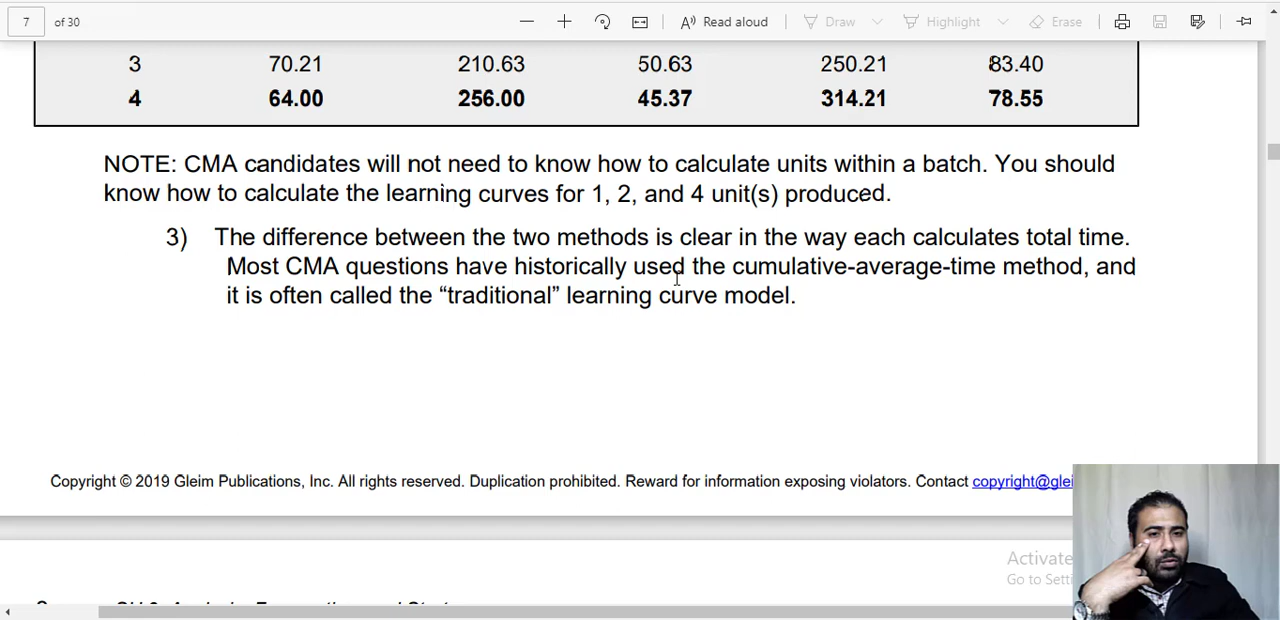 7 of 30 Read aloud Draw Highlight Erase
3 70.21 210.63 50.63 250.21 83.40
4 64.00 256.00 45.37 314.21 78.55
NOTE: CMA candidates will not need to know how to calculate units within a batch. You should
know how to calculate the learning curves for 1, 2, and 4 unit(s) produced.
3) The difference between the two methods is clear in the way each calculates total time.
Most CMA questions have historically used the cumulative-average-time method, and
it is often called the “traditional” learning curve model.
Copyright © 2019 Gleim Publications, Inc. All rights reserved. Duplication prohibited. Reward for information exposing violators. Contact copyright@glei
Activate
Go to Setti